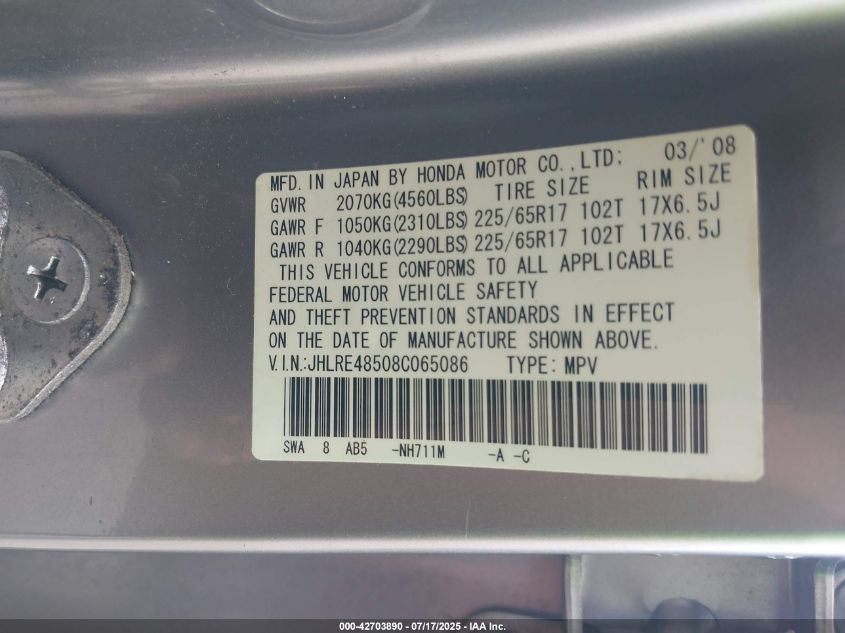 MFD. IN JAPAN BY HONDA MOTOR CO.,LTD; 03/'08
GVWR 2070KG(4560LBS) TIRE SIZE RIM SIZE
GAWR F 1050KG(2310LBS) 225/65R17 102T 17X6.5J
GAWR R 1040KG(2290LBS) 225/65R17 102T 17X6.5J
THIS VEHICLE CONFORMS TO ALL APPLICABLE
FEDERAL MOTOR VEHICLE SAFETY
AND THEFT PREVENTION STANDARDS IN EFFECT
ON THE DATE OF MANUFACTURE SHOWN ABOVE.
V.I.N.:JHLRE48508C065086 TYPE: MPV
SWA 8 AB5 -NH711M -A -C
000-42703890 - 07/17/2025 - IAA Inc.